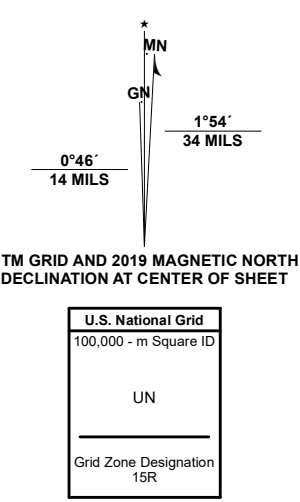 ★
MN
GN
1°54´
34 MILS
0°46´
14 MILS
TM GRID AND 2019 MAGNETIC NORTH
DECLINATION AT CENTER OF SHEET
U.S. National Grid
100,000 - m Square ID
UN
Grid Zone Designation
15R